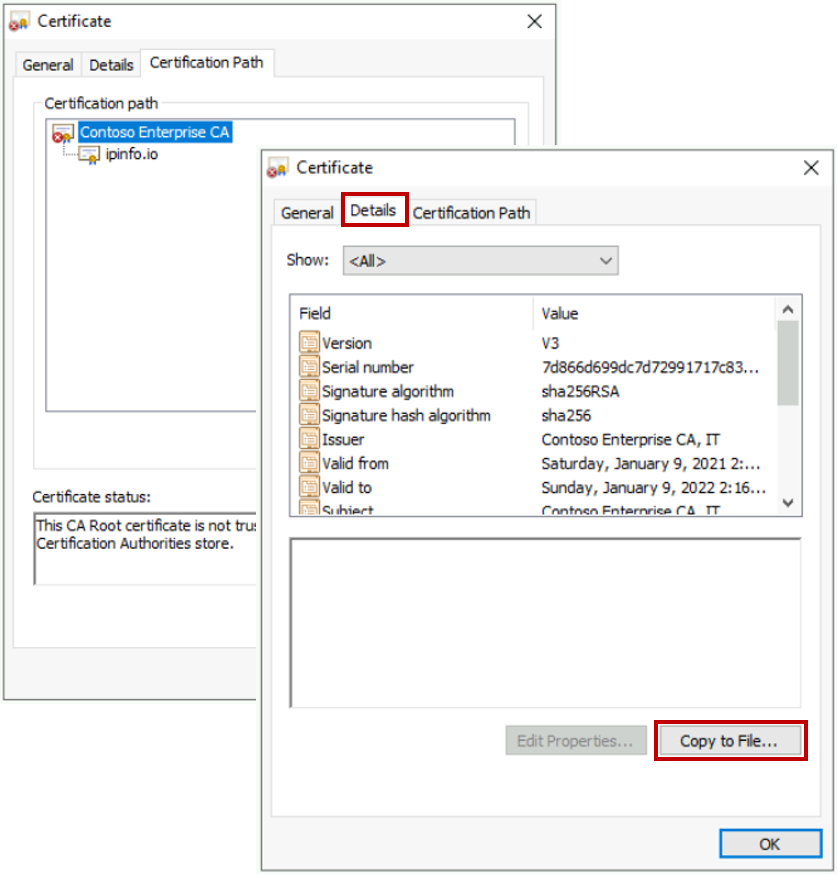 Certificate
General Details Certification Path
Certification path
Contoso Enterprise CA
ipinfo.io
Certificate status:
This CA Root certificate is not
Certification Authorities store.
Certificate
General Details Certification Path
Show: <All>
Field Value
Version V3
Serial number 7d866d699dc7d72991717c83...
Signature algorithm sha256RSA
Signature hash algorithm sha256
Issuer Contoso Enterprise CA, IT
Valid from Saturday, January 9, 2021 2:...
Valid to Sunday, January 9, 2022 2:16...
Subject Contoso Enterprise CA, IT
Edit Properties... Copy to File...
OK